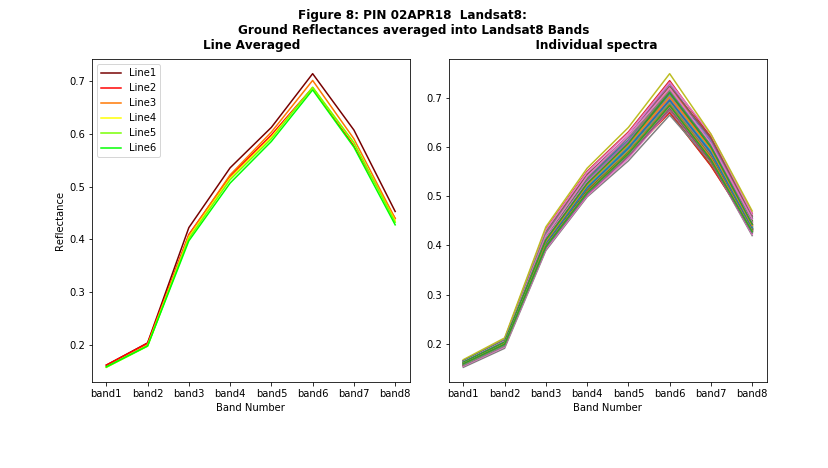 Figure 8: PIN 02APR18 Landsat8:
Ground Reflectances averaged into Landsat8 Bands
Line Averaged
Individual spectra
Line1
Line2
Line3
Line4
Line5
Line6
Reflectance
0.7
0.6
0.5
0.4
0.3
0.2
band1 band2 band3 band4 band5 band6 band7 band8
Band Number
0.7
0.6
0.5
0.4
0.3
0.2
band1 band2 band3 band4 band5 band6 band7 band8
Band Number